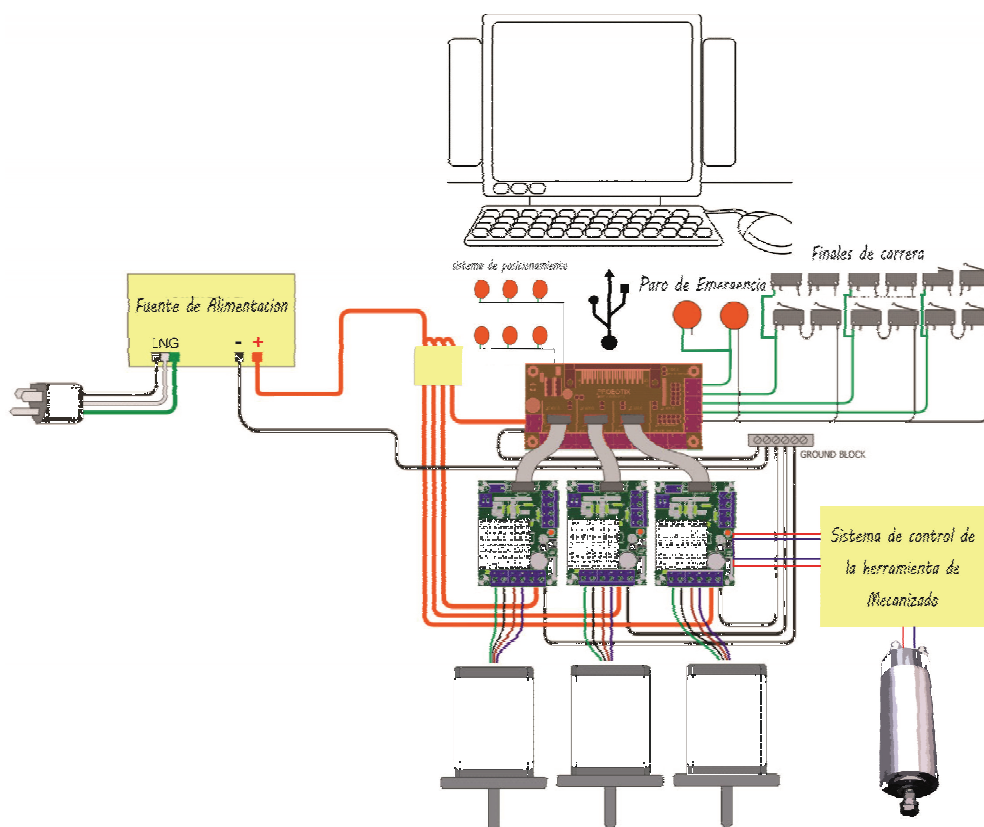 sistema de posicionamiento
Finales de carrera
Paro de Emergencia
Fuente de Alimentacion
LNG
- +
GROUND BLOCK
Sistema de control de
la herramienta de
Mecanizado